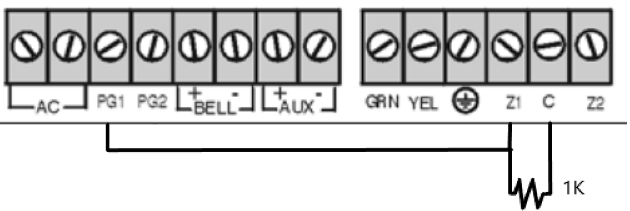 AC PG1 PG2 + BELL - + AUX - GRN YEL Z1 C Z2
1K